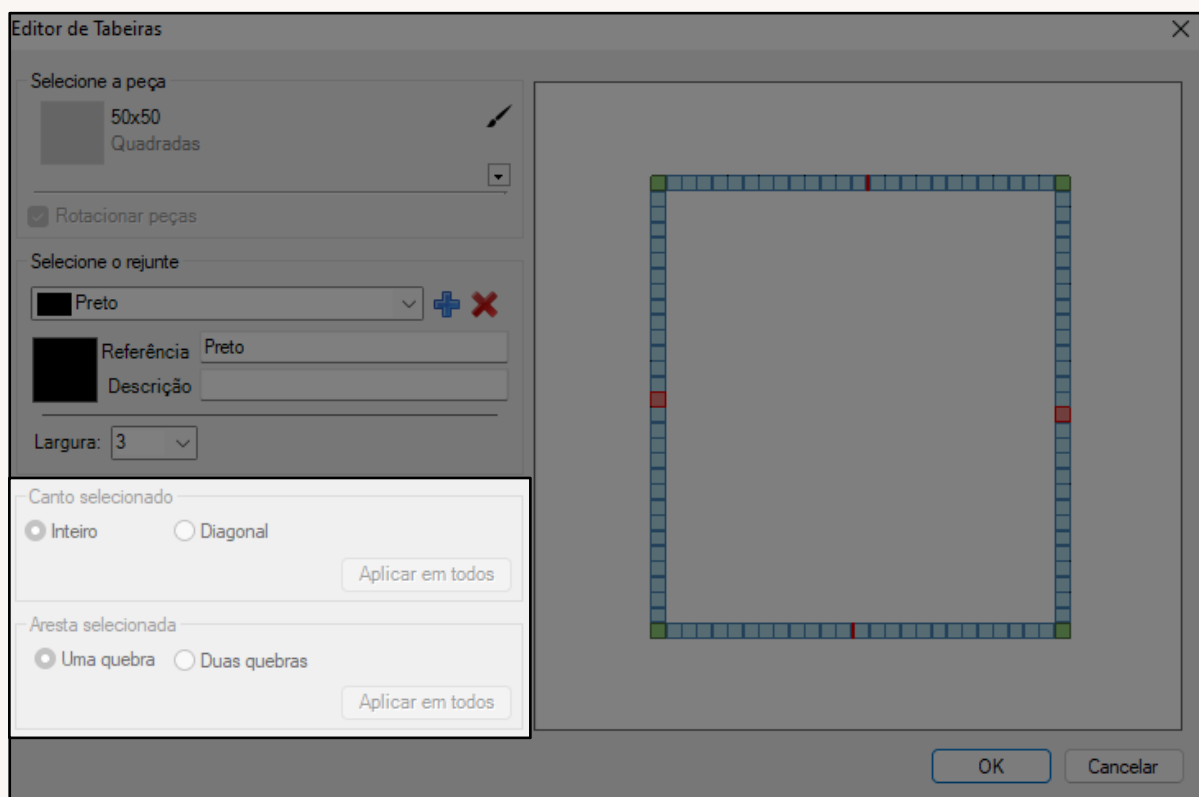 Editor de Tabeiras
Selecione a peça
50x50
Quadradas
Rotacionar peças
Selecione o rejunte
Preto
Referência Preto
Descrição
Largura: 3
Canto selecionado
Inteiro Diagonal
Aplicar em todos
Aresta selecionada
Uma quebra Duas quebras
Aplicar em todos
OK Cancelar